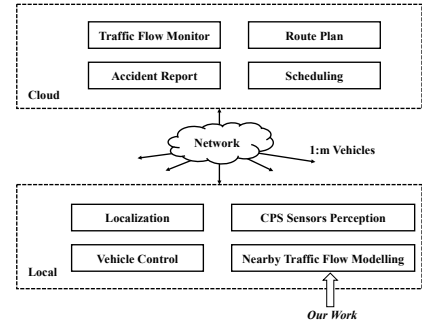 Traffic Flow Monitor
Route Plan
Accident Report
Scheduling
Cloud
Network
1:m Vehicles
Localization
CPS Sensors Perception
Vehicle Control
Nearby Traffic Flow Modelling
Local
Our Work